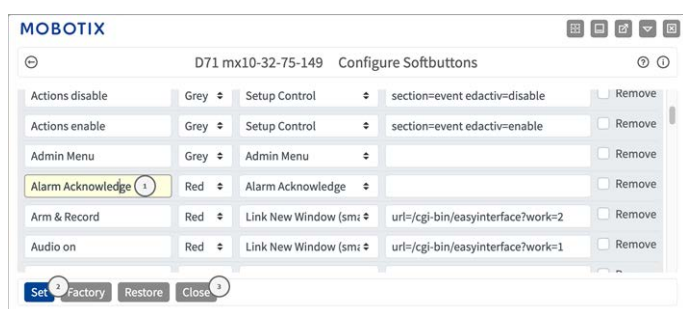 MOBOTIX
D71 mx10-32-75-149 Configure Softbuttons
Actions disable Grey Setup Control section=event edactiv=disable Remove
Actions enable Grey Setup Control section=event edactiv=enable Remove
Admin Menu Grey Admin Menu Remove
Alarm Acknowledge 1 Red Alarm Acknowledge Remove
Arm & Record Red Link New Window (sma url=/cgi-bin/easyinterface?work=2 Remove
Audio on Red Link New Window (sma url=/cgi-bin/easyinterface?work=1 Remove
Set 2 Factory Restore Close 3